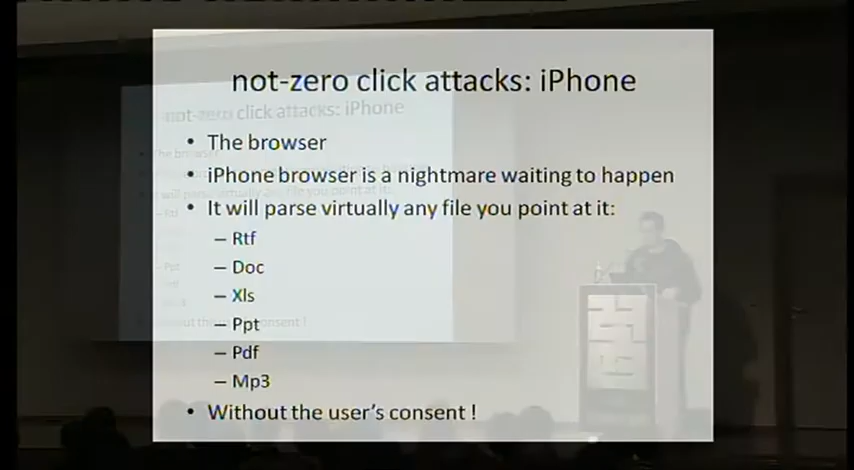 not-zero click attacks: iPhone
• The browser
• iPhone browser is a nightmare waiting to happen
• It will parse virtually any file you point at it:
– Rtf
– Doc
– Xls
– Ppt
– Pdf
– Mp3
• Without the user's consent !